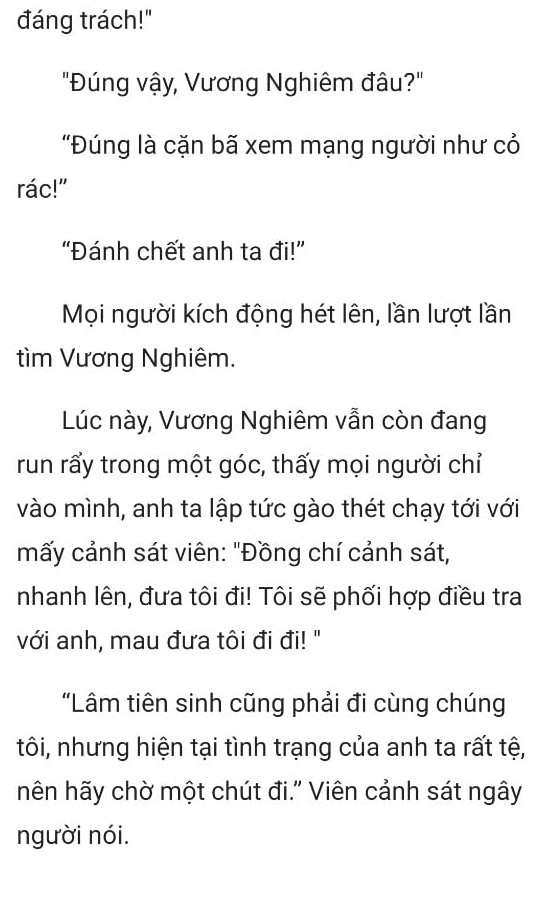 đáng trách!"
"Đúng vậy, Vương Nghiêm đâu?"
“Đúng là cặn bã xem mạng người như cỏ
rác!”
“Đánh chết anh ta đi!”
Mọi người kích động hét lên, lần lượt lần
tìm Vương Nghiêm.
Lúc này, Vương Nghiêm vẫn còn đang
run rẩy trong một góc, thấy mọi người chỉ
vào mình, anh ta lập tức gào thét chạy tới với
mấy cảnh sát viên: "Đồng chí cảnh sát,
nhanh lên, đưa tôi đi! Tôi sẽ phối hợp điều tra
với anh, mau đưa tôi đi đi! "
“Lâm tiên sinh cũng phải đi cùng chúng
tôi, nhưng hiện tại tình trạng của anh ta rất tệ,
nên hãy chờ một chút đi.” Viên cảnh sát ngây
người nói.